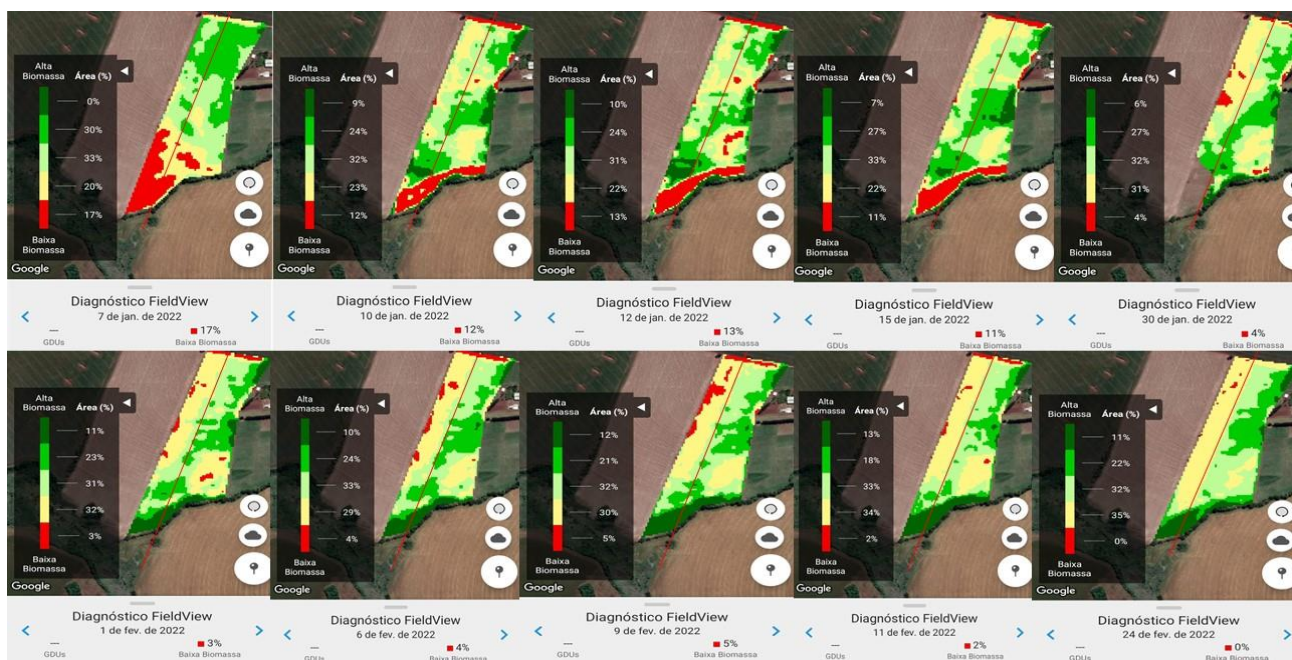 Alta
Biomassa Área (%)
0%
30%
33%
20%
17%
Baixa
Biomassa
Google
Diagnóstico FieldView
7 de jan. de 2022
---
GDUs
17%
Baixa Biomassa
Alta
Biomassa Área (%)
9%
24%
32%
23%
12%
Baixa
Biomassa
Google
Diagnóstico FieldView
10 de jan. de 2022
---
GDUs
12%
Baixa Biomassa
Alta
Biomassa Área (%)
10%
24%
31%
22%
13%
Baixa
Biomassa
Google
Diagnóstico FieldView
12 de jan. de 2022
---
GDUs
13%
Baixa Biomassa
Alta
Biomassa Área (%)
7%
27%
33%
22%
11%
Baixa
Biomassa
Google
Diagnóstico FieldView
15 de jan. de 2022
---
GDUs
11%
Baixa Biomassa
Alta
Biomassa Área (%)
6%
27%
32%
31%
4%
Baixa
Biomassa
Google
Diagnóstico FieldView
30 de jan. de 2022
---
GDUs
4%
Baixa Biomassa
Alta
Biomassa Área (%)
11%
23%
31%
32%
3%
Baixa
Biomassa
Google
Diagnóstico FieldView
1 de fev. de 2022
---
GDUs
3%
Baixa Biomassa
Alta
Biomassa Área (%)
10%
24%
33%
29%
4%
Baixa
Biomassa
Google
Diagnóstico FieldView
6 de fev. de 2022
---
GDUs
4%
Baixa Biomassa
Alta
Biomassa Área (%)
12%
21%
32%
30%
5%
Baixa
Biomassa
Google
Diagnóstico FieldView
9 de fev. de 2022
---
GDUs
5%
Baixa Biomassa
Alta
Biomassa Área (%)
13%
18%
33%
34%
2%
Baixa
Biomassa
Google
Diagnóstico FieldView
11 de fev. de 2022
---
GDUs
2%
Baixa Biomassa
Alta
Biomassa Área (%)
11%
22%
32%
35%
0%
Baixa
Biomassa
Google
Diagnóstico FieldView
24 de fev. de 2022
---
GDUs
0%
Baixa Biomassa